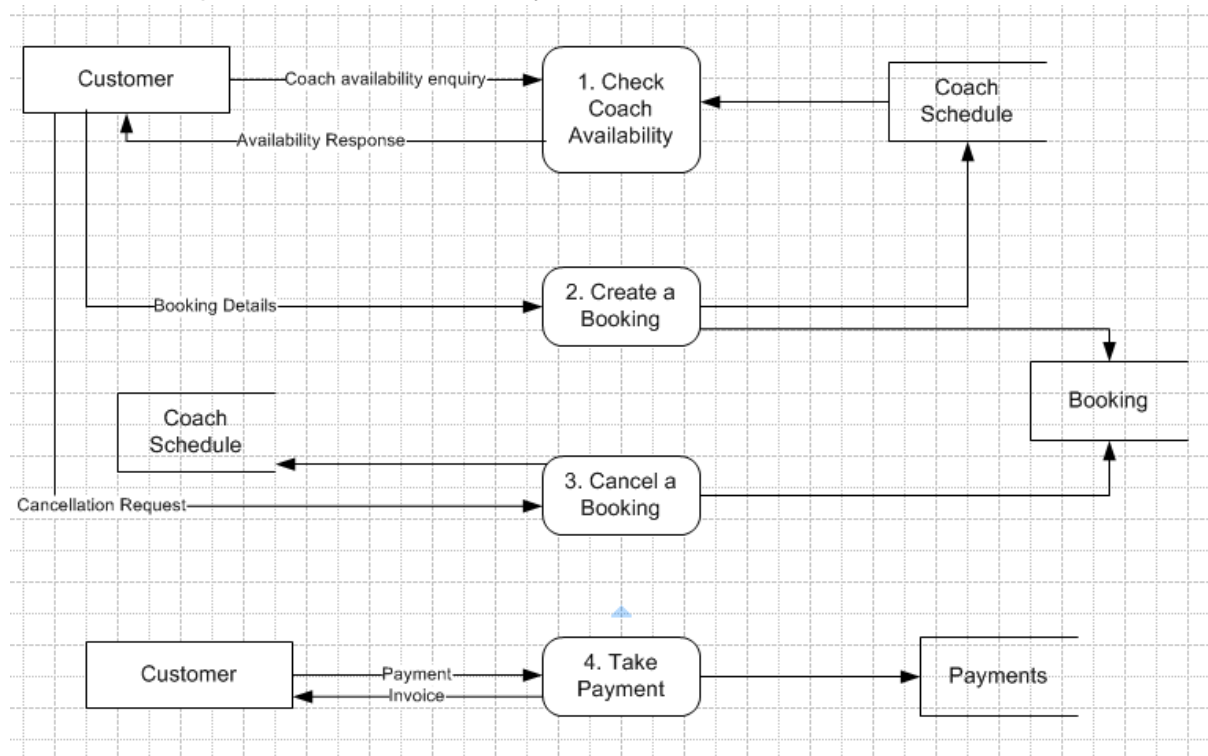 Customer
Coach availability enquiry
1. Check
Coach
Availability
Coach
Schedule
Availability Response
Booking Details
2. Create a
Booking
Booking
Coach
Schedule
Cancellation Request
3. Cancel a
Booking
Customer
Payment
Invoice
4. Take
Payment
Payments